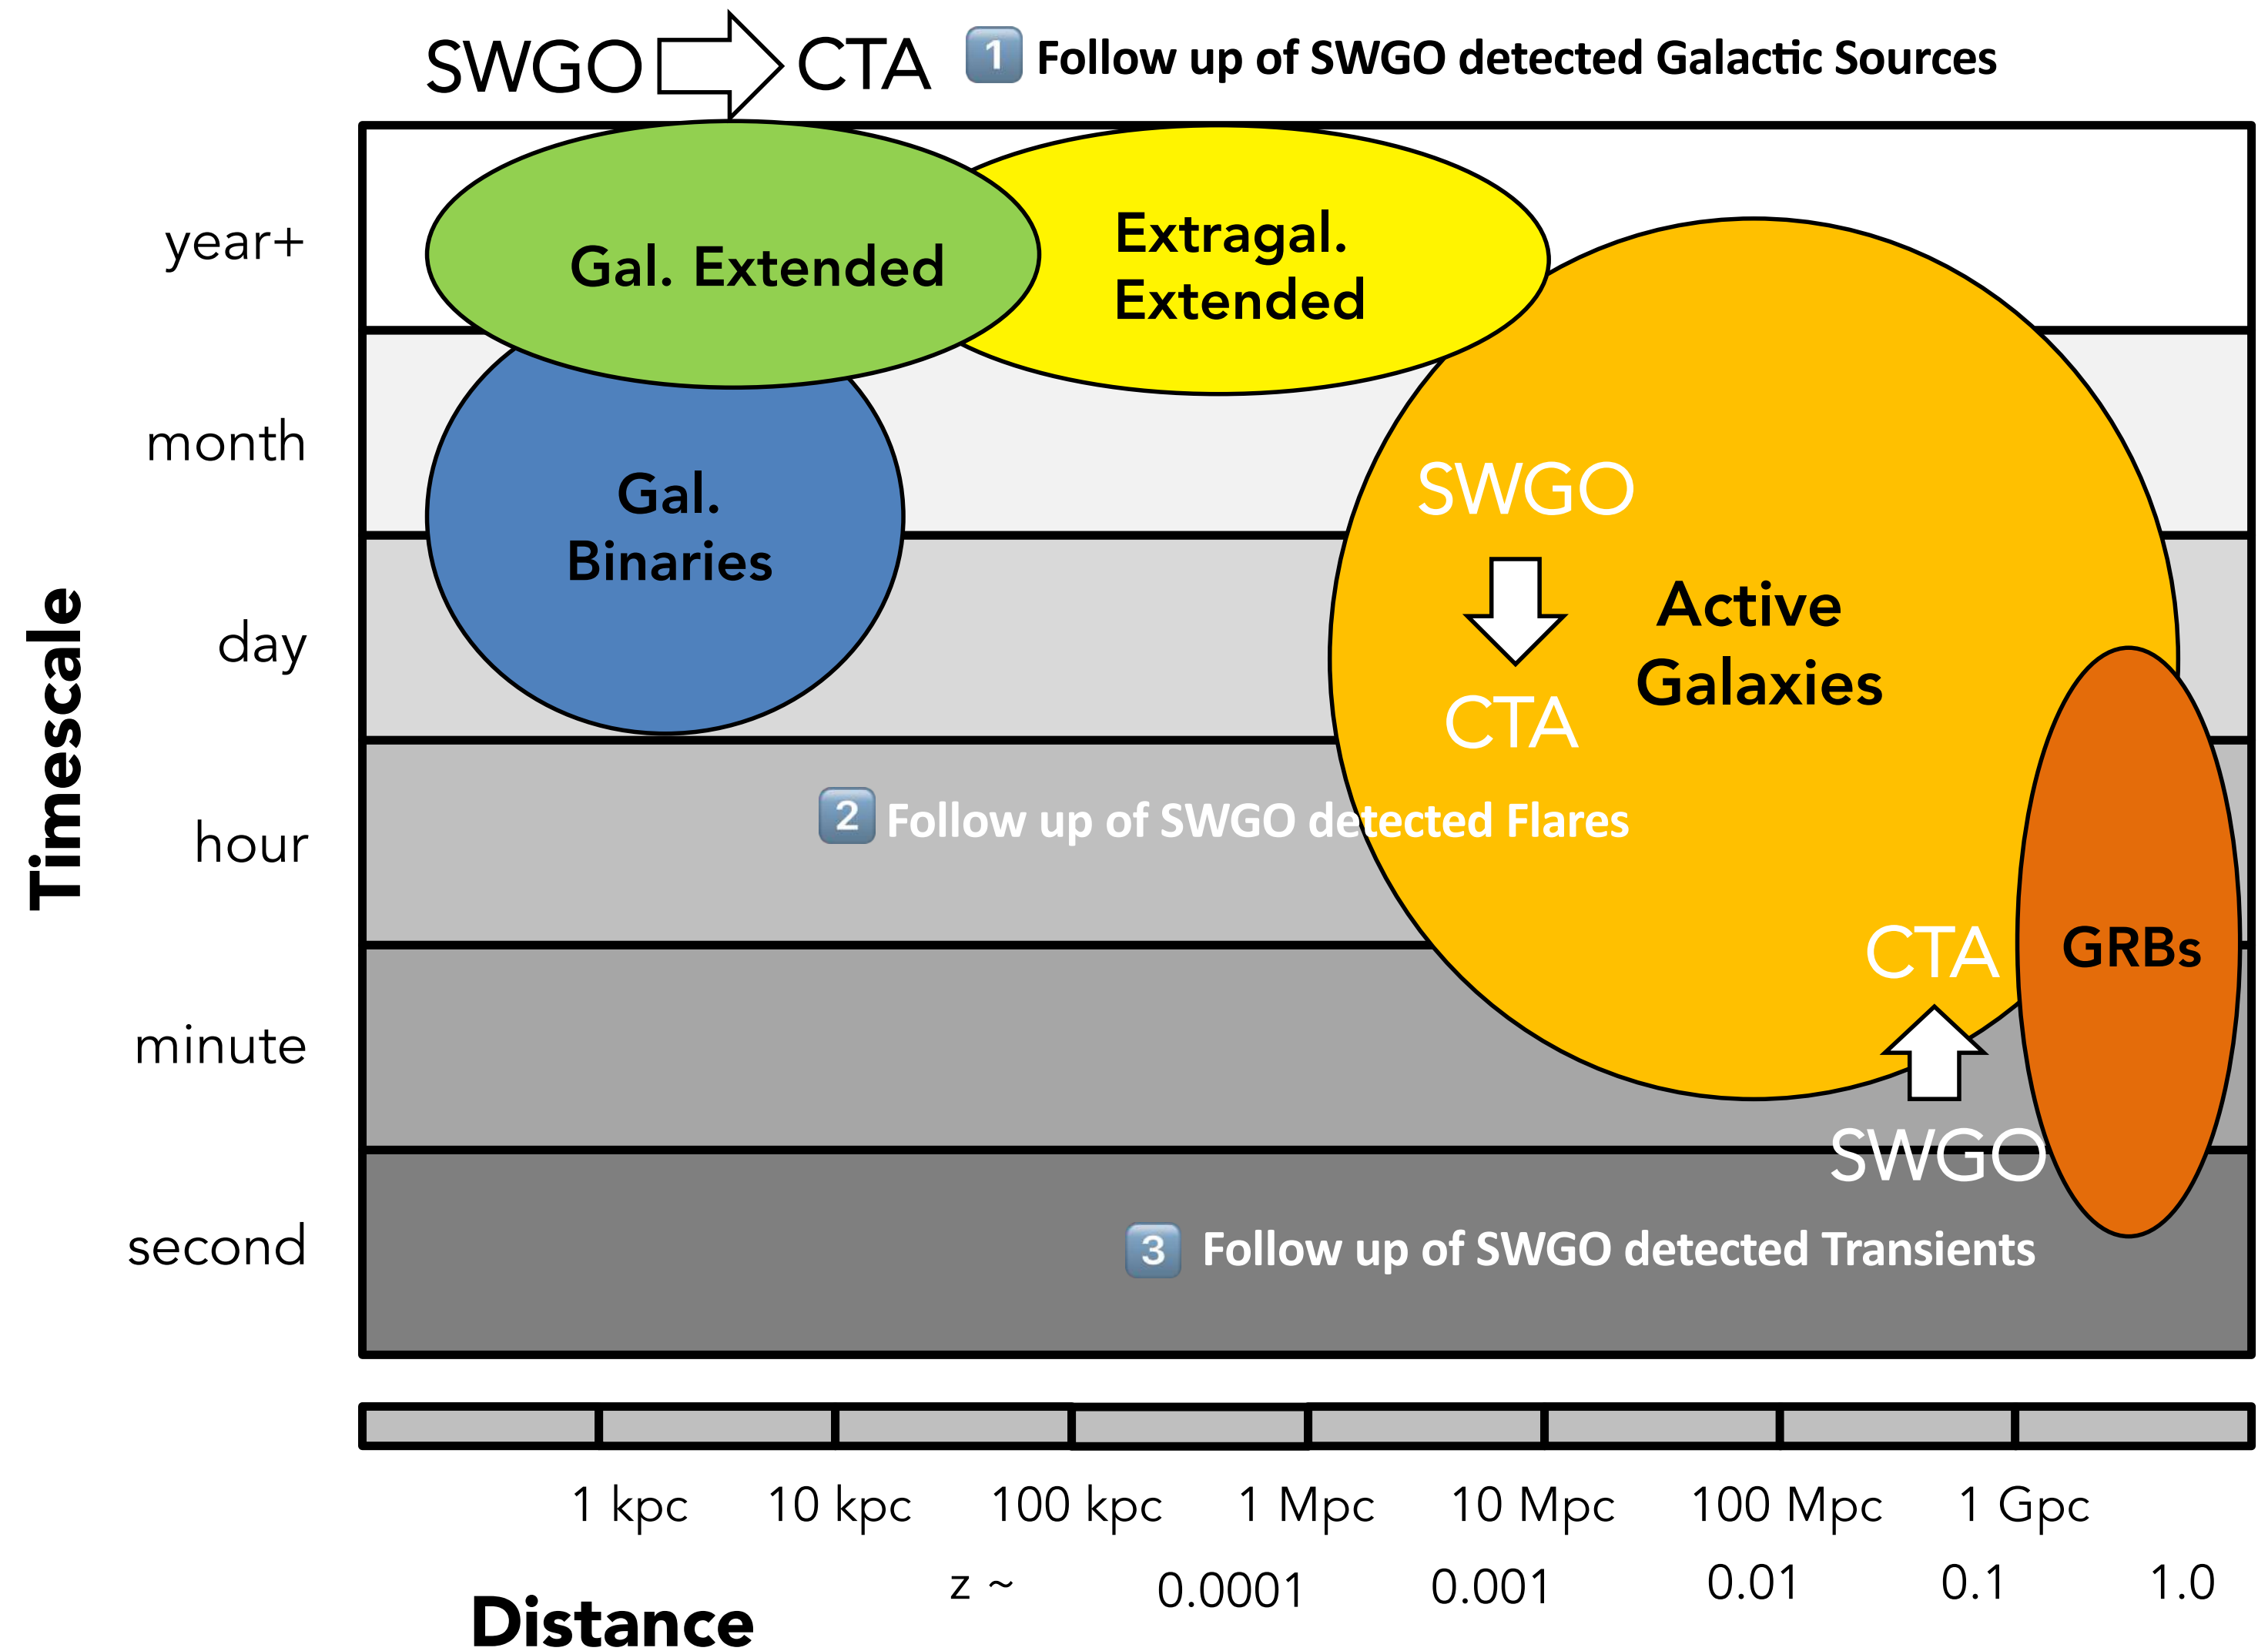 SWGO CTA 1 Follow up of SWGO detected Galactic Sources
year+
Gal. Extended
Extragal.
Extended
month
Gal.
Binaries
SWGO
CTA
Active
Galaxies
day
Timescale
hour
2 Follow up of SWGO detected Flares
CTA
GRBs
minute
SWGO
second
3 Follow up of SWGO detected Transients
1 kpc 10 kpc 100 kpc 1 Mpc 10 Mpc 100 Mpc 1 Gpc
z ~ 0.0001 0.001 0.01 0.1 1.0
Distance